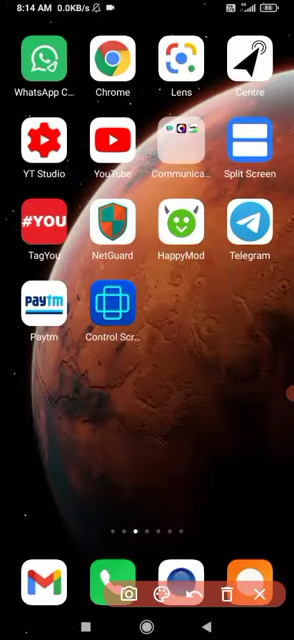 8:14 AM 0.0KB/s
WhatsApp C...
Chrome
Lens
Centre
YT Studio
YouTube
Communica...
Split Screen
#YOU
TagYou
NetGuard
HappyMod
Telegram
paytm
Paytm
Control Scr...